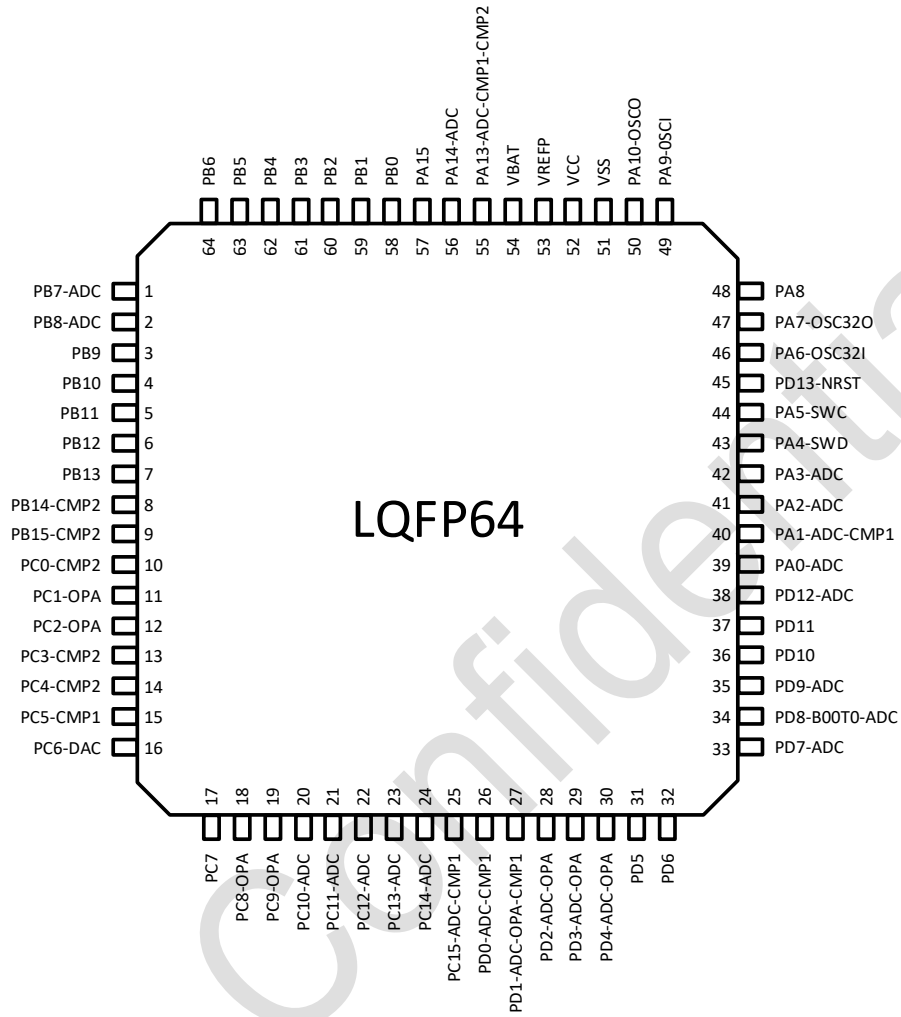 PB6
PB5
PB4
PB3
PB2
PB1
PB0
PA15
PA14-ADC
PA13-ADC-CMP1-CMP2
VBAT
VREFP
VCC
VSS
PA10-OSCO
PA9-0SCI
64
63
62
61
60
59
58
57
56
55
54
53
52
51
50
49
PB7-ADC 1
PB8-ADC 2
PB9 3
PB10 4
PB11 5
PB12 6
PB13 7
PB14-CMP2 8
PB15-CMP2 9
PC0-CMP2 10
PC1-OPA 11
PC2-OPA 12
PC3-CMP2 13
PC4-CMP2 14
PC5-CMP1 15
PC6-DAC 16
LQFP64
48 PA8
47 PA7-OSC32O
46 PA6-OSC32I
45 PD13-NRST
44 PA5-SWC
43 PA4-SWD
42 PA3-ADC
41 PA2-ADC
40 PA1-ADC-CMP1
39 PA0-ADC
38 PD12-ADC
37 PD11
36 PD10
35 PD9-ADC
34 PD8-B00T0-ADC
33 PD7-ADC
17
18
19
20
21
22
23
24
25
26
27
28
29
30
31
32
PC7
PC8-OPA
PC9-OPA
PC10-ADC
PC11-ADC
PC12-ADC
PC13-ADC
PC14-ADC
PC15-ADC-CMP1
PD0-ADC-CMP1
PD1-ADC-OPA-CMP1
PD2-ADC-OPA
PD3-ADC-OPA
PD4-ADC-OPA
PD5
PD6
Confidentia